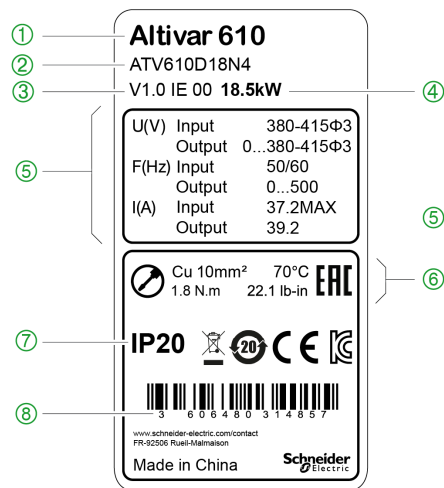 ① Altivar 610
② ATV610D18N4
③ V1.0 IE 00 18.5kW ④
⑤
U(V) Input 380-415Φ3
Output 0...380-415Φ3
F(Hz) Input 50/60
Output 0...500
I(A) Input 37.2MAX
Output 39.2
⑤
Cu 10mm² 70°C
1.8 N.m 22.1 lb-in EAC
⑥
⑦ IP20 20 CE KC
⑧
3 606480 314857
www.schneider-electric.com/contact
FR-92506 Rueil-Malmaison
Made in China Schneider Electric